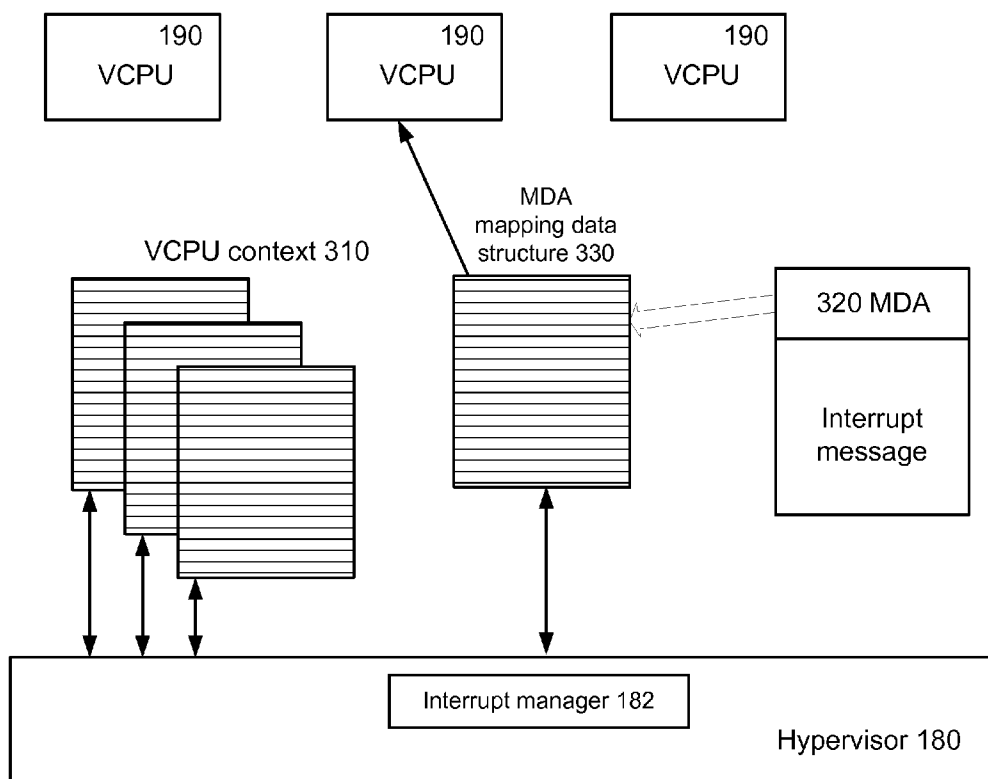 190
VCPU
190
VCPU
190
VCPU
MDA
mapping data
structure 330
VCPU context 310
320 MDA
Interrupt
message
Interrupt manager 182
Hypervisor 180